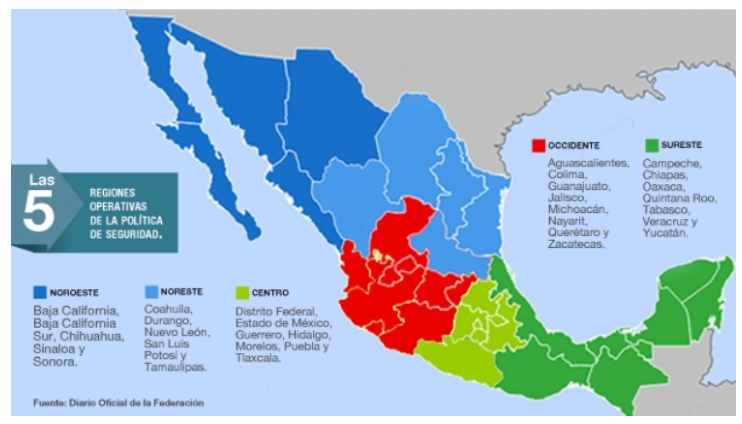 Las
5
REGIONES
OPERATIVAS
DE LA POLÍTICA
DE SEGURIDAD.
OCCIDENTE
Aguascalientes,
Colima,
Guanajuato,
Jalisco,
Michoacán,
Nayarit,
Querétaro y
Zacatecas.
SURESTE
Campeche,
Chiapas,
Oaxaca,
Quintana Roo,
Tabasco,
Veracruz y
Yucatán.
NOROESTE
Baja California,
Baja California
Sur, Chihuahua,
Sinaloa y
Sonora.
NORESTE
Coahuila,
Durango,
Nuevo León,
San Luis
Potosí y
Tamaulipas.
CENTRO
Distrito Federal,
Estado de México,
Guerrero, Hidalgo,
Morelos, Puebla y
Tlaxcala.
Fuente: Diario Oficial de la Federación